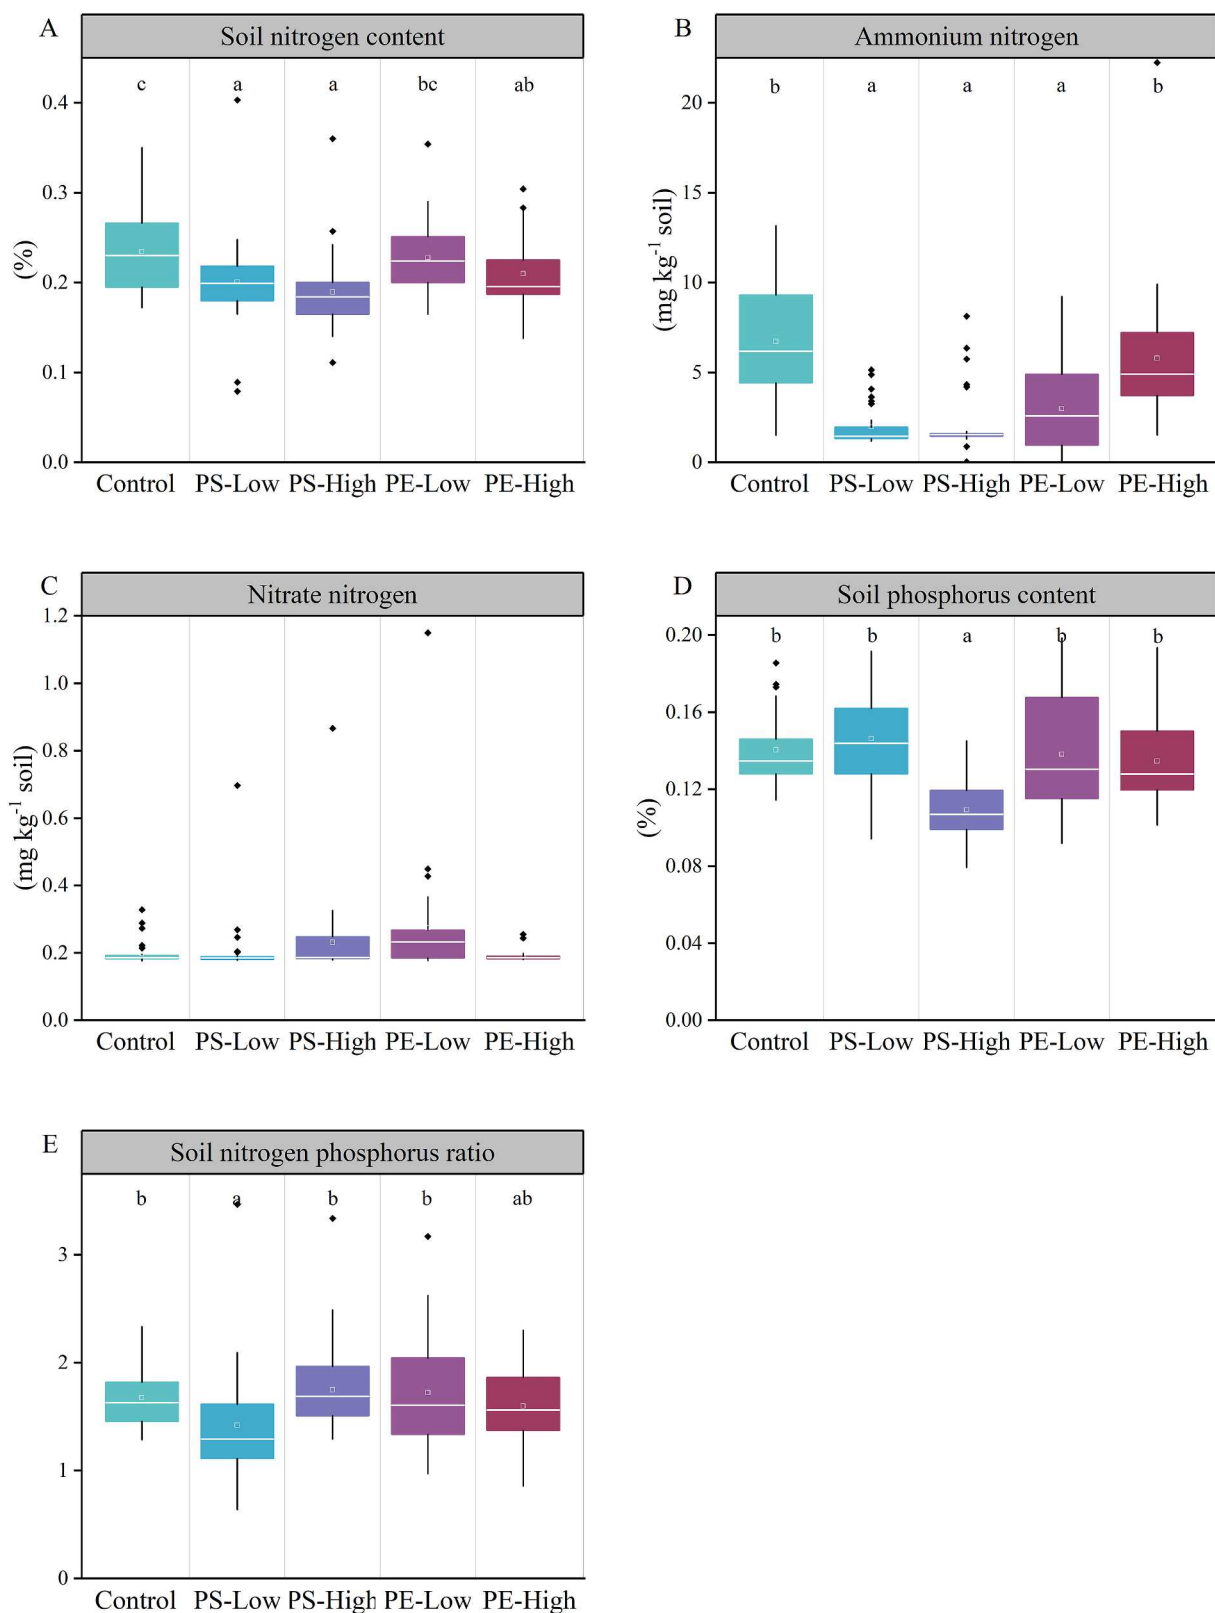 A
Soil nitrogen content
c a a bc ab
0.4
0.3
0.2
0.1
0.0
(%)
Control PS-Low PS-High PE-Low PE-High
B
Ammonium nitrogen
b a a a b
20
15
10
5
0
(mg kg⁻¹ soil)
Control PS-Low PS-High PE-Low PE-High
C
Nitrate nitrogen
1.2
1.0
0.8
0.6
0.4
0.2
0.0
(mg kg⁻¹ soil)
Control PS-Low PS-High PE-Low PE-High
D
Soil phosphorus content
b b a b b
0.20
0.16
0.12
0.08
0.04
0.00
(%)
Control PS-Low PS-High PE-Low PE-High
E
Soil nitrogen phosphorus ratio
b a b b ab
3
2
1
0
Control PS-Low PS-High PE-Low PE-High